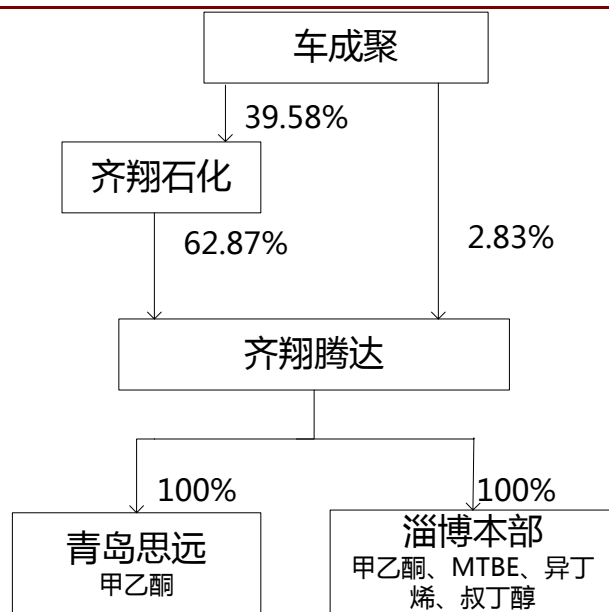 车成聚
39.58%
齐翔石化
62.87%
2.83%
齐翔腾达
100%
100%
青岛思远
甲乙酮
淄博本部
甲乙酮、MTBE、异丁
烯、叔丁醇